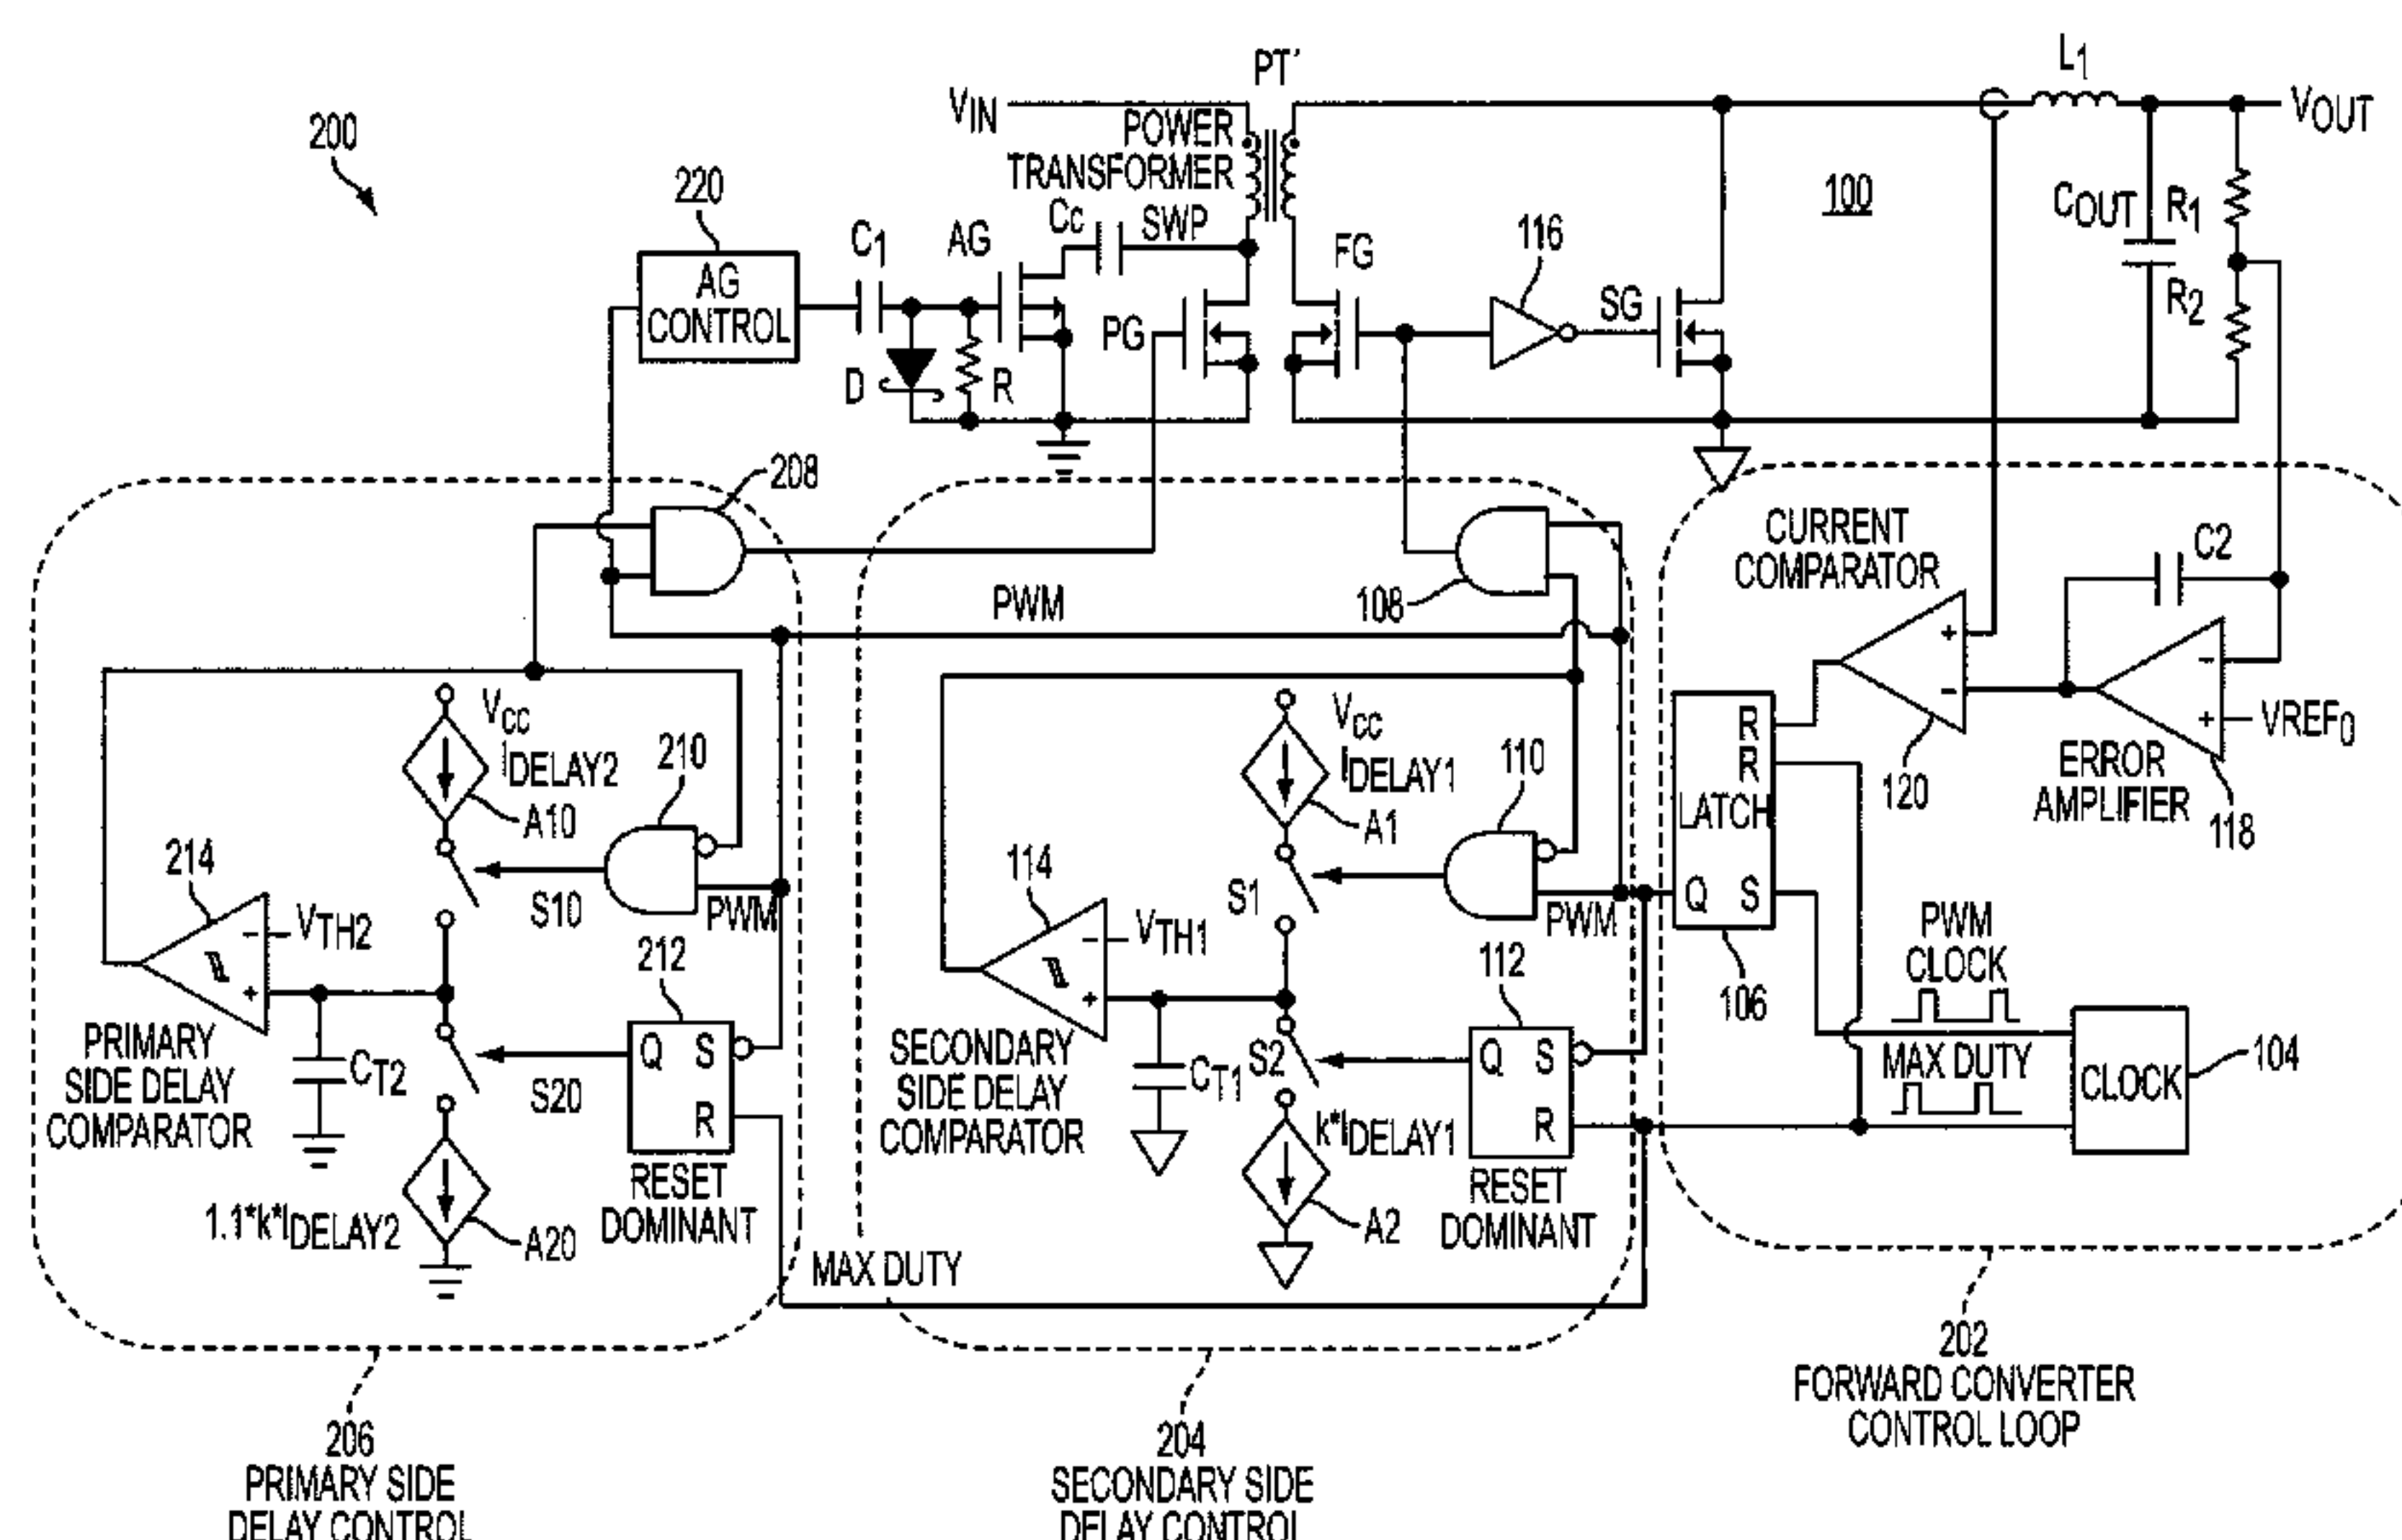 200
220
AG
CONTROL
C1
D
R
AG
Cc
SWP
VIN
POWER
TRANSFORMER
PT'
PG
FG
116
SG
100
L1
VOUT
COUT
R1
R2
208
PWM
108
CURRENT
COMPARATOR
+
-
120
C2
-
+
VREF0
ERROR
AMPLIFIER
118
VCC
IDELAY2
A10
210
214
-
VTH2
+
S10
PWM
212
PRIMARY
SIDE DELAY
COMPARATOR
CT2
S20
Q
S
R
RESET
DOMINANT
1.1*k*IDELAY2
A20
MAX DUTY
VCC
IDELAY1
A1
110
114
-
VTH1
+
S1
PWM
112
SECONDARY
SIDE DELAY
COMPARATOR
CT1
S2
Q
S
R
k*IDELAY1
RESET
DOMINANT
A2
R
R
LATCH
Q
S
106
PWM
CLOCK
MAX DUTY
CLOCK
104
206
PRIMARY SIDE
DELAY CONTROL
204
SECONDARY SIDE
DELAY CONTROL
202
FORWARD CONVERTER
CONTROL LOOP